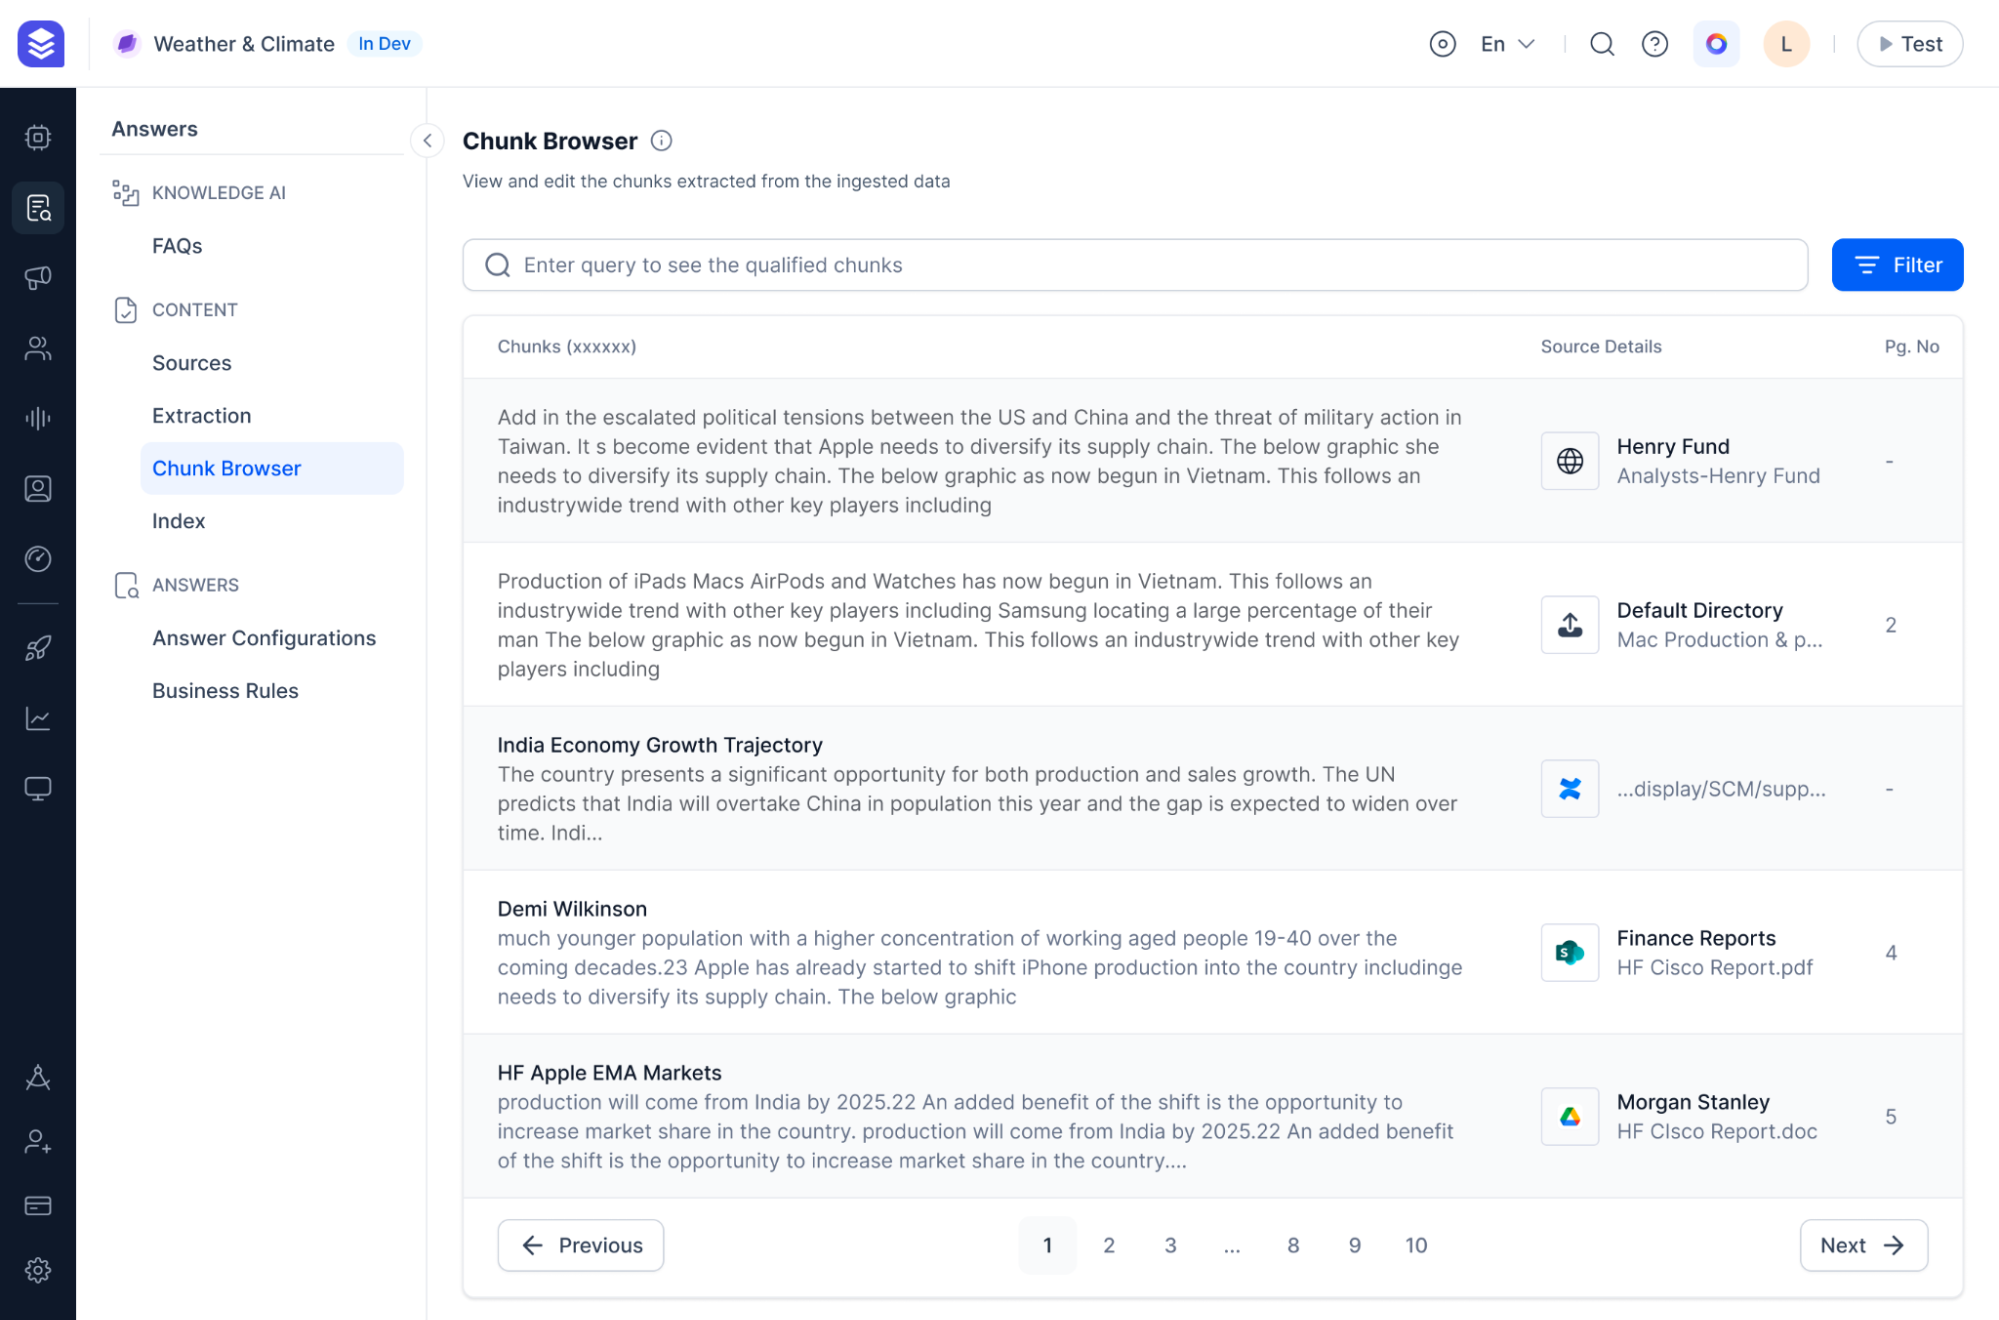 Weather & Climate
In Dev
En
L
Test
Answers
KNOWLEDGE AI
FAQs
CONTENT
Sources
Extraction
Chunk Browser
Index
ANSWERS
Answer Configurations
Business Rules
Chunk Browser
View and edit the chunks extracted from the ingested data
Enter query to see the qualified chunks
Filter
Chunks (xxxxxx)
Source Details
Pg. No
Add in the escalated political tensions between the US and China and the threat of military action in
Taiwan. It s become evident that Apple needs to diversify its supply chain. The below graphic she
needs to diversify its supply chain. The below graphic as now begun in Vietnam. This follows an
industrywide trend with other key players including
Henry Fund
Analysts-Henry Fund
-
Production of iPads Macs AirPods and Watches has now begun in Vietnam. This follows an
industrywide trend with other key players including Samsung locating a large percentage of their
man The below graphic as now begun in Vietnam. This follows an industrywide trend with other key
players including
Default Directory
Mac Production & p...
2
India Economy Growth Trajectory
The country presents a significant opportunity for both production and sales growth. The UN
predicts that India will overtake China in population this year and the gap is expected to widen over
time. Indi...
...display/SCM/supp...
-
Demi Wilkinson
much younger population with a higher concentration of working aged people 19-40 over the
coming decades.23 Apple has already started to shift iPhone production into the country includinge
needs to diversify its supply chain. The below graphic
S
Finance Reports
HF Cisco Report.pdf
4
HF Apple EMA Markets
production will come from India by 2025.22 An added benefit of the shift is the opportunity to
increase market share in the country. production will come from India by 2025.22 An added benefit
of the shift is the opportunity to increase market share in the country....
Morgan Stanley
HF CIsco Report.doc
5
Previous
1 2 3 ... 8 9 10
Next